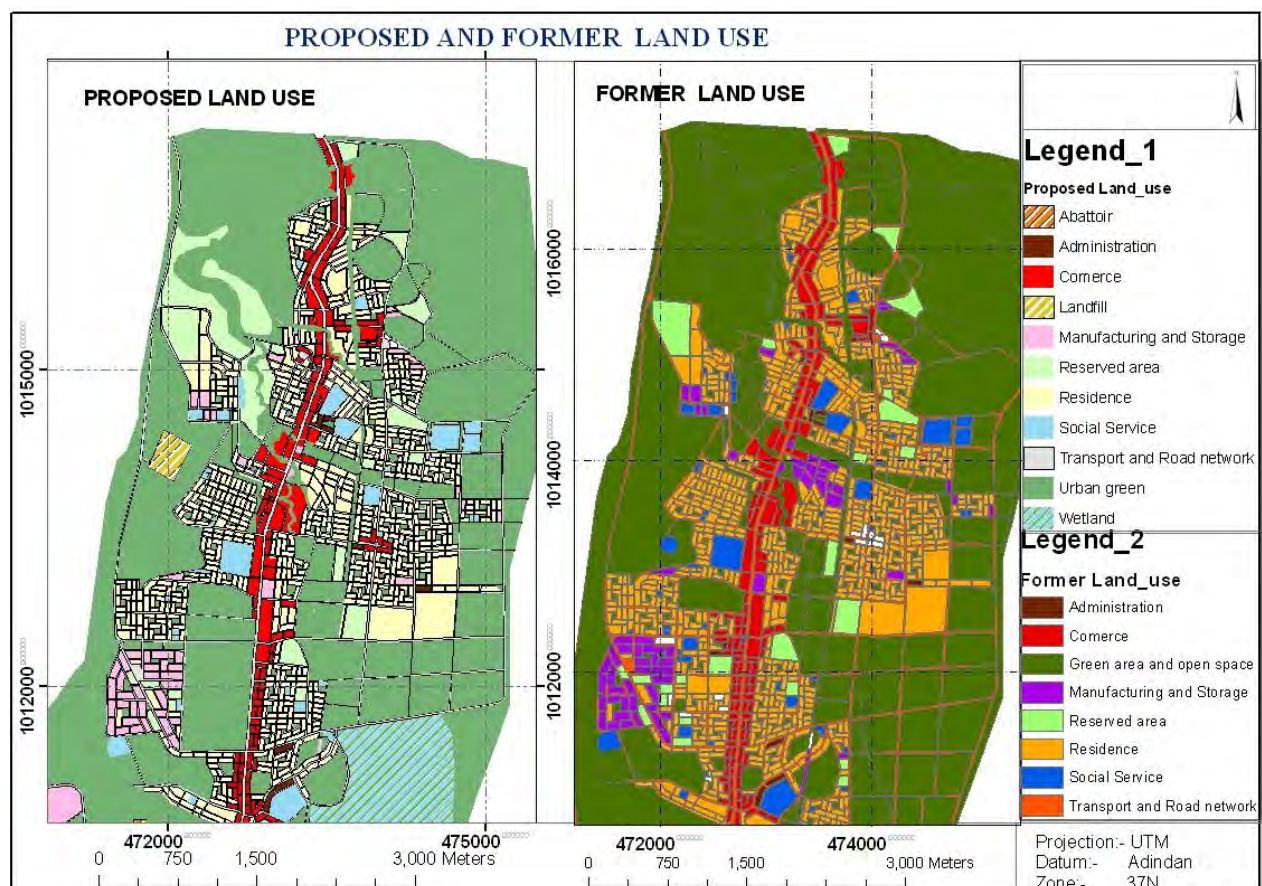 PROPOSED AND FORMER LAND USE
PROPOSED LAND USE
FORMER LAND USE
Legend_1
Proposed Land_use
Abattoir
Administration
Comerce
Landfill
Manufacturing and Storage
Reserved area
Residence
Social Service
Transport and Road network
Urban green
Wetland
Legend_2
Former Land_use
Administration
Comerce
Green area and open space
Manufacturing and Storage
Reserved area
Residence
Social Service
Transport and Road network
Projection:- UTM
Datum:- Adindan
Zone:- 37N
1015000
1012000
1016000
1014000
1012000
472000
475000
472000
474000
0 750 1,500 3,000 Meters
0 750 1,500 3,000 Meters